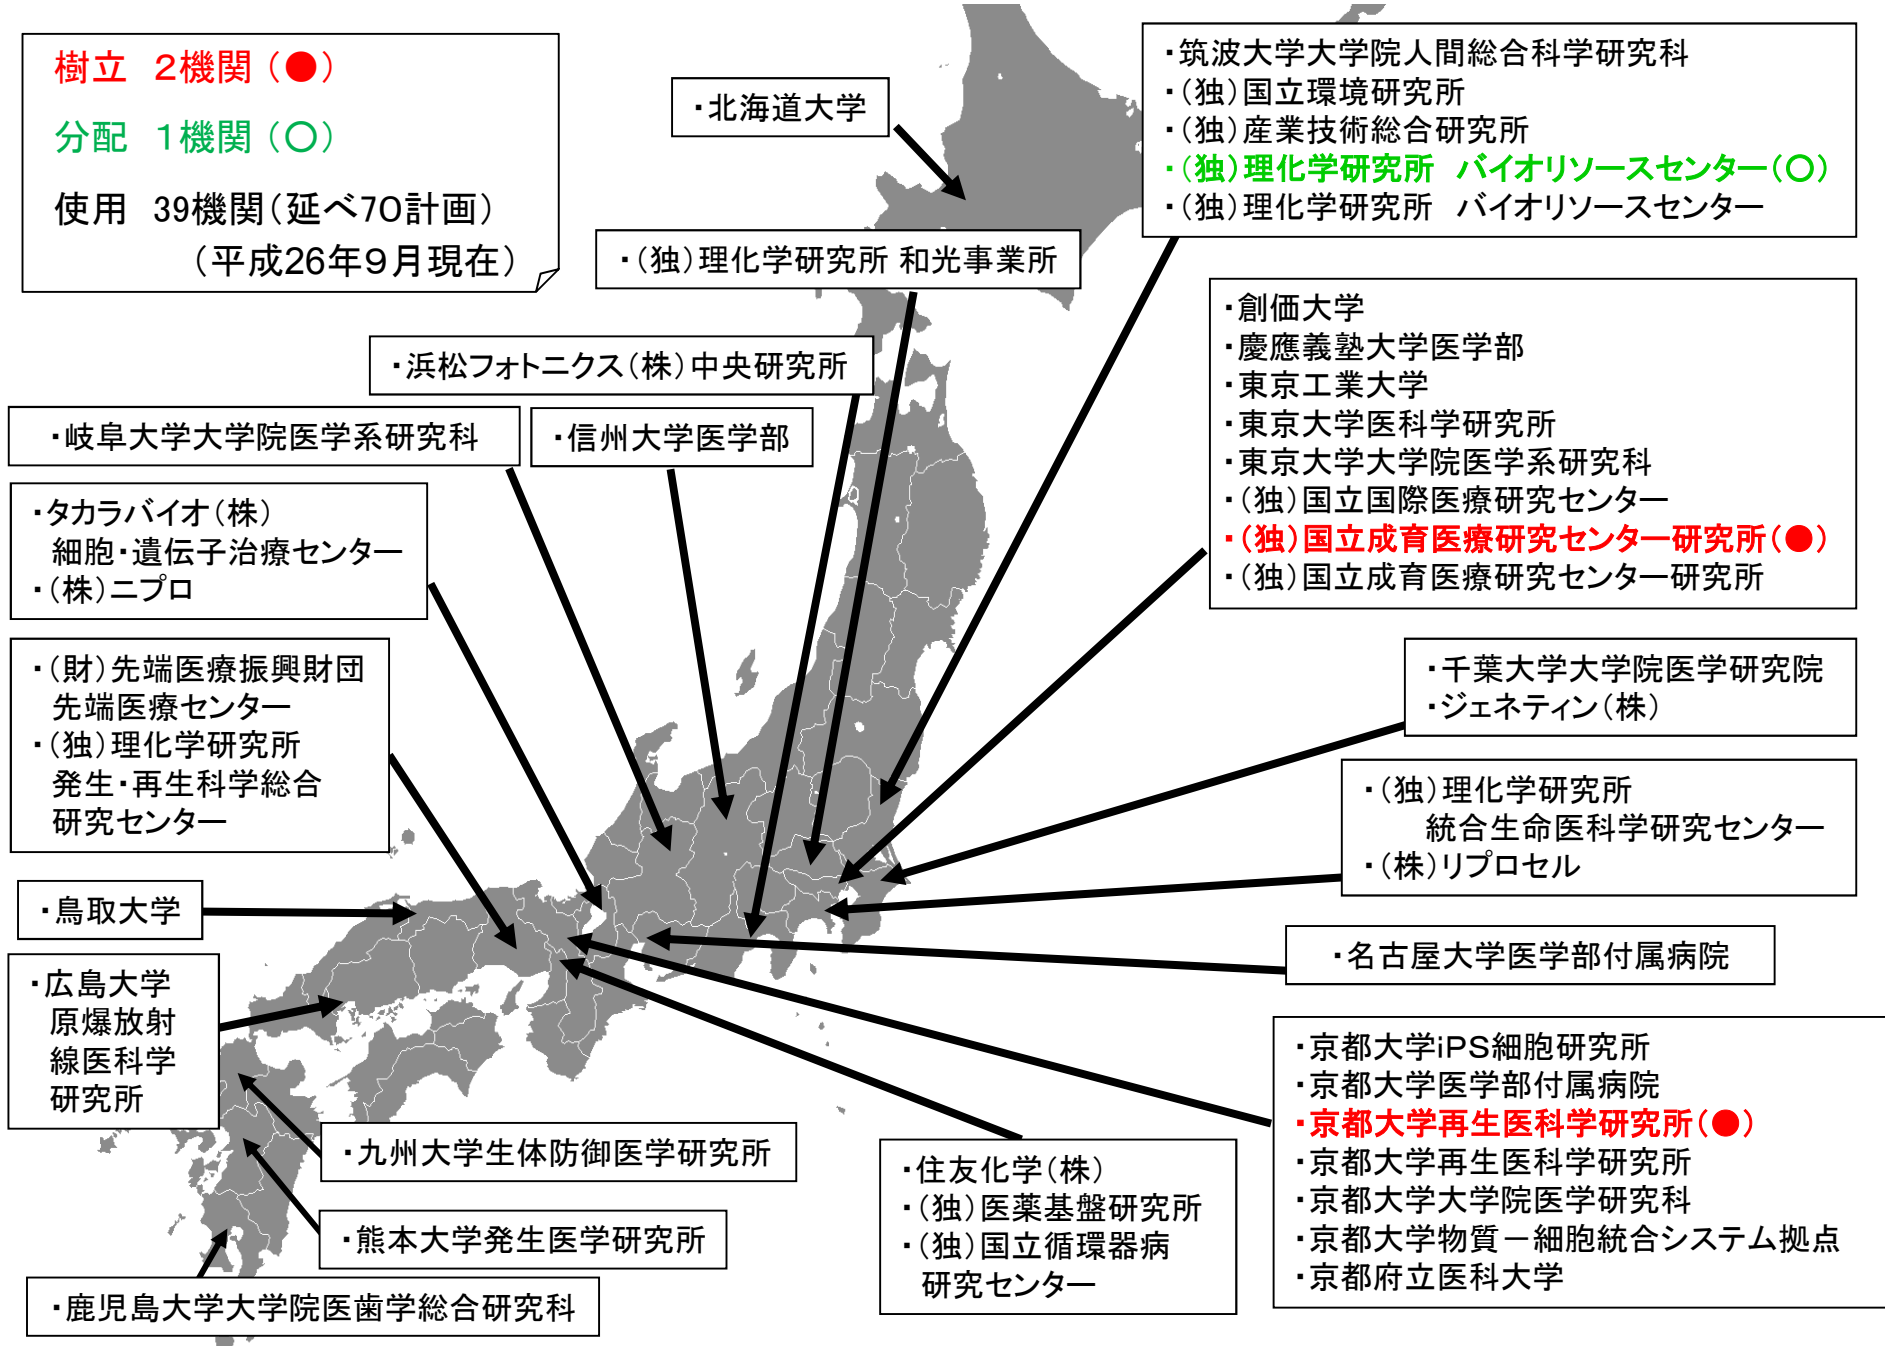 樹立　2機関（●）
分配　1機関（○）
使用　39機関（延べ70計画）
（平成26年9月現在）
・北海道大学
・(独)理化学研究所 和光事業所
・浜松フォトニクス(株)中央研究所
・岐阜大学大学院医学系研究科
・信州大学医学部
・タカラバイオ(株)
細胞・遺伝子治療センター
・(株)ニプロ
・(財)先端医療振興財団
先端医療センター
・(独)理化学研究所
発生・再生科学総合
研究センター
・鳥取大学
・広島大学
原爆放射
線医科学
研究所
・九州大学生体防御医学研究所
・熊本大学発生医学研究所
・鹿児島大学大学院医歯学総合研究科
・筑波大学大学院人間総合科学研究科
・(独)国立環境研究所
・(独)産業技術総合研究所
・(独)理化学研究所　バイオリソースセンター(○)
・(独)理化学研究所　バイオリソースセンター
・創価大学
・慶應義塾大学医学部
・東京工業大学
・東京大学医科学研究所
・東京大学大学院医学系研究科
・(独)国立国際医療研究センター
・(独)国立成育医療研究センター研究所(●)
・(独)国立成育医療研究センター研究所
・千葉大学大学院医学研究院
・ジェネティン(株)
・(独)理化学研究所
統合生命医科学研究センター
・(株)リプロセル
・名古屋大学医学部付属病院
・京都大学iPS細胞研究所
・京都大学医学部付属病院
・京都大学再生医科学研究所(●)
・京都大学再生医科学研究所
・京都大学大学院医学研究科
・京都大学物質－細胞統合システム拠点
・京都府立医科大学
・住友化学(株)
・(独)医薬基盤研究所
・(独)国立循環器病
研究センター